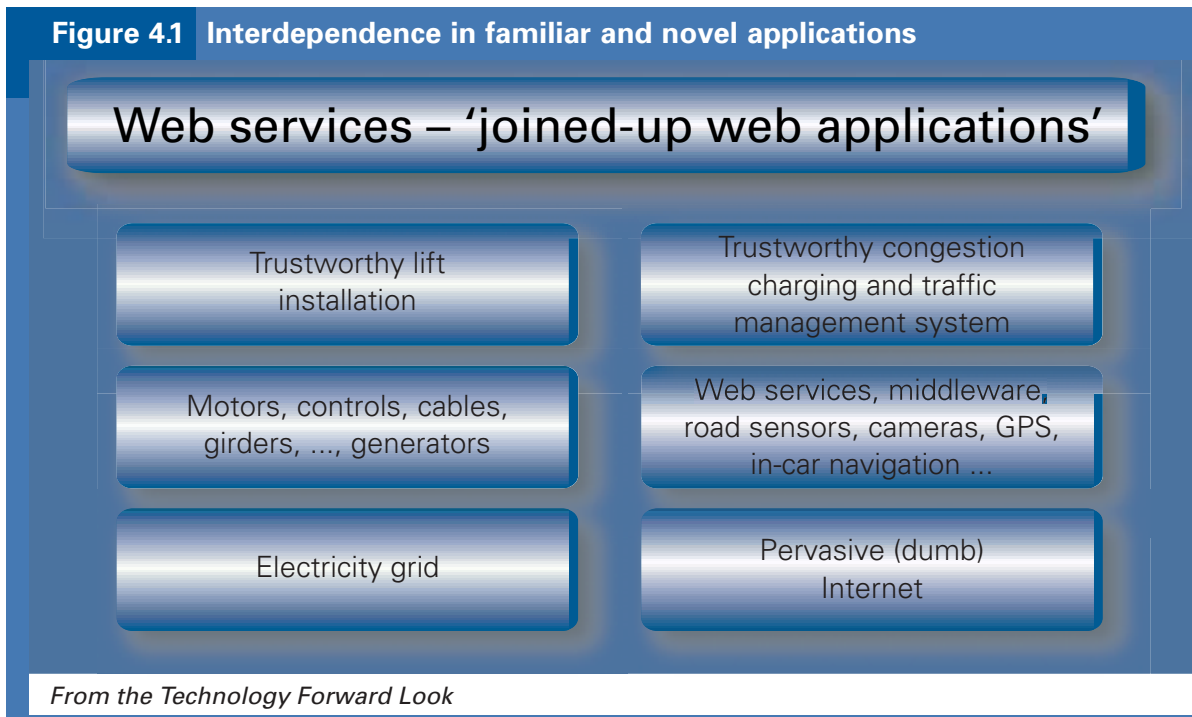 Figure 4.1 Interdependence in familiar and novel applications
Web services – ‘joined-up web applications’
Trustworthy lift
installation
Trustworthy congestion
charging and traffic
management system
Motors, controls, cables,
girders, ..., generators
Web services, middleware,
road sensors, cameras, GPS,
in-car navigation ...
Electricity grid
Pervasive (dumb)
Internet
From the Technology Forward Look